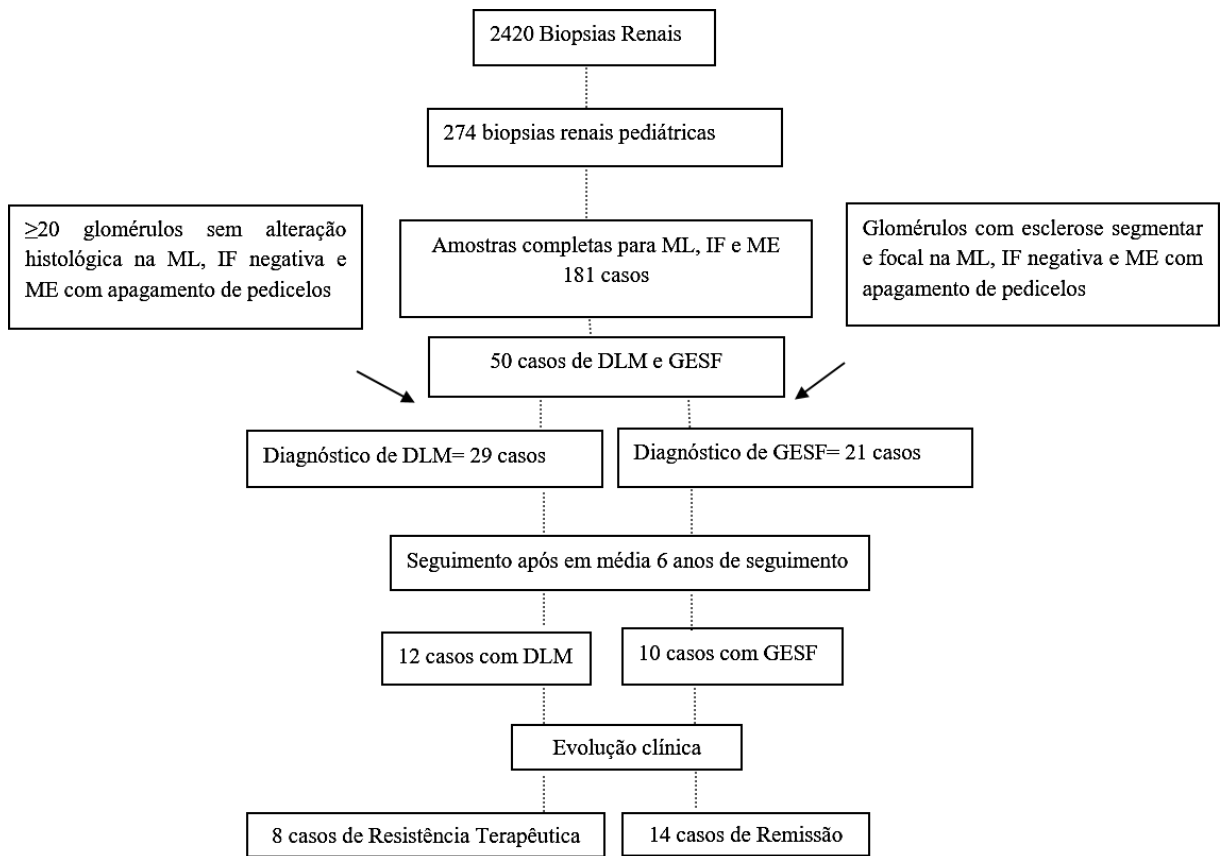 2420 Biopsias Renais
274 biopsias renais pediátricas
≥20 glomérulos sem alteração
histológica na ML, IF negativa e
ME com apagamento de pedicelos
Amostras completas para ML, IF e ME
181 casos
Glomérulos com esclerose segmentar
e focal na ML, IF negativa e ME com
apagamento de pedicelos
50 casos de DLM e GESF
Diagnóstico de DLM= 29 casos
Diagnóstico de GESF= 21 casos
Seguimento após em média 6 anos de seguimento
12 casos com DLM
10 casos com GESF
Evolução clínica
8 casos de Resistência Terapêutica
14 casos de Remissão